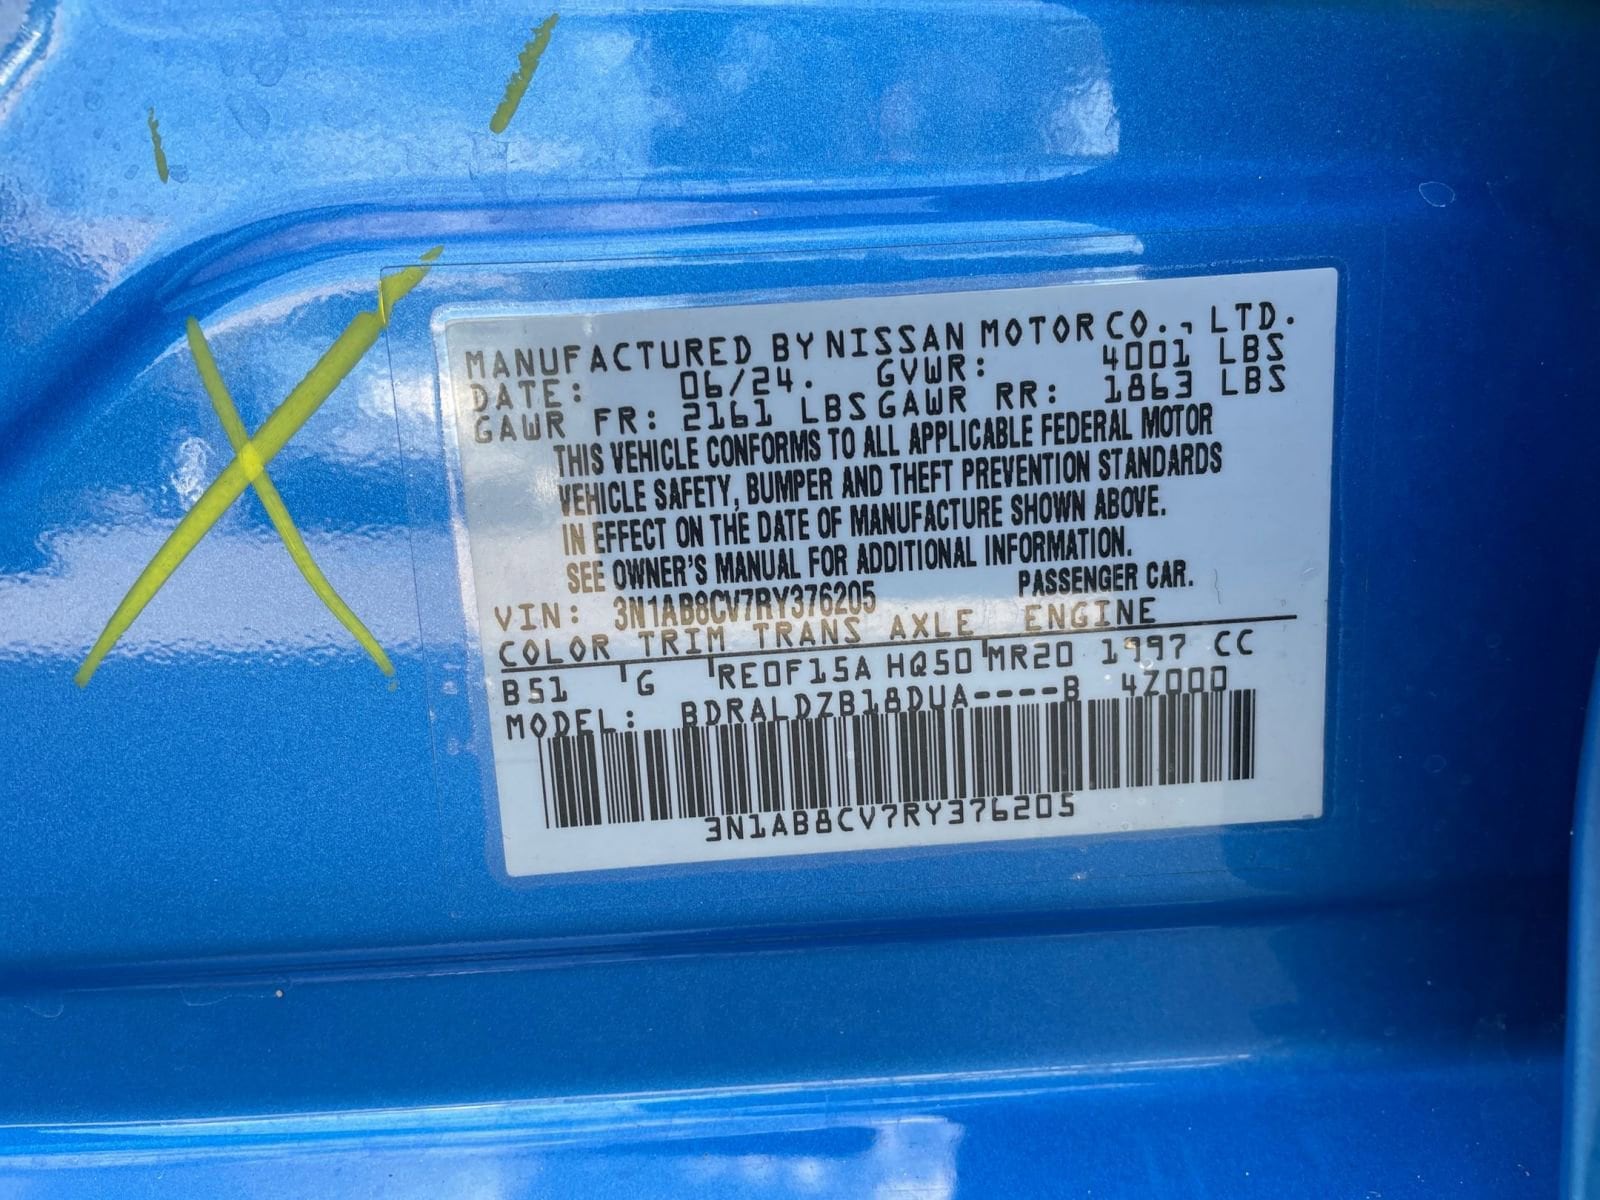 MANUFACTURED BY NISSAN MOTOR CO., LTD.
DATE: 06/24. GVWR: 4001 LBS
GAWR FR: 2161 LBS GAWR RR: 1863 LBS
THIS VEHICLE CONFORMS TO ALL APPLICABLE FEDERAL MOTOR
VEHICLE SAFETY, BUMPER AND THEFT PREVENTION STANDARDS
IN EFFECT ON THE DATE OF MANUFACTURE SHOWN ABOVE.
SEE OWNER'S MANUAL FOR ADDITIONAL INFORMATION.
VIN: 3N1AB8CV7RY376205 PASSENGER CAR.
COLOR TRIM TRANS AXLE ENGINE
B51 G RE0F15A HQ50 MR20 1997 CC
MODEL: BDRALDZB18DUA----B 4Z000
3N1AB8CV7RY376205